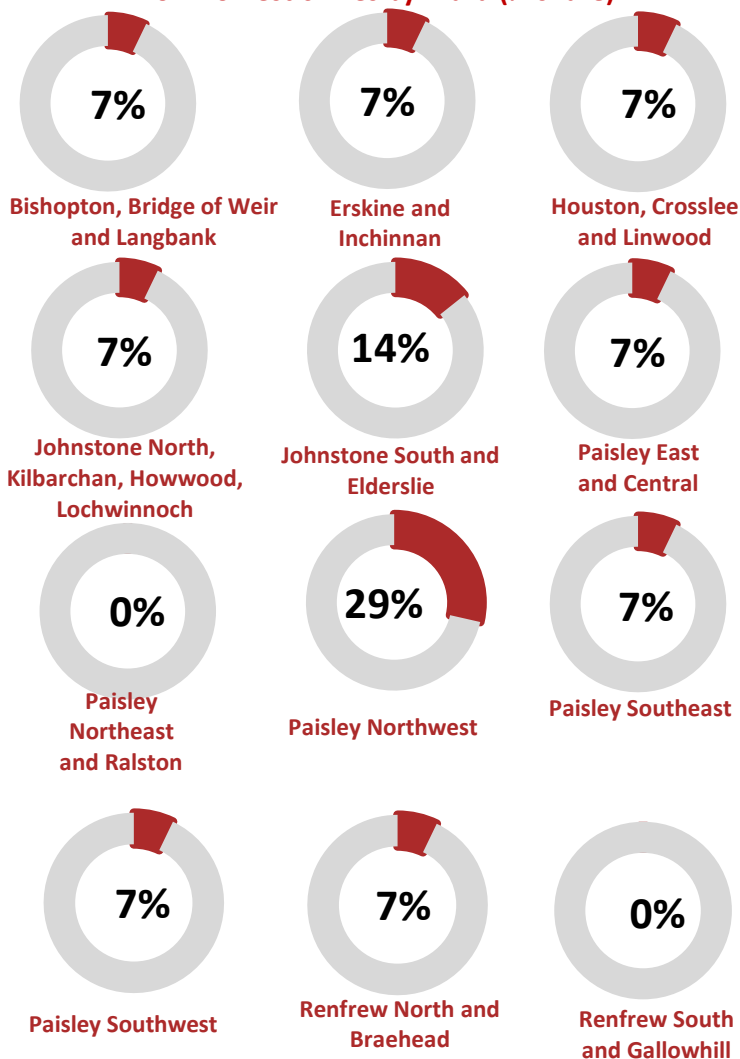 7%
7%
7%
Bishopton, Bridge of Weir
and Langbank
Erskine and
Inchinnan
Houston, Crosslee
and Linwood
7%
14%
7%
Johnstone North,
Kilbarchan, Howwood,
Lochwinnoch
Johnstone South and
Elderslie
Paisley East
and Central
0%
29%
7%
Paisley
Northeast
and Ralston
Paisley Northwest
Paisley Southeast
7%
7%
0%
Paisley Southwest
Renfrew North and
Braehead
Renfrew South
and Gallowhill